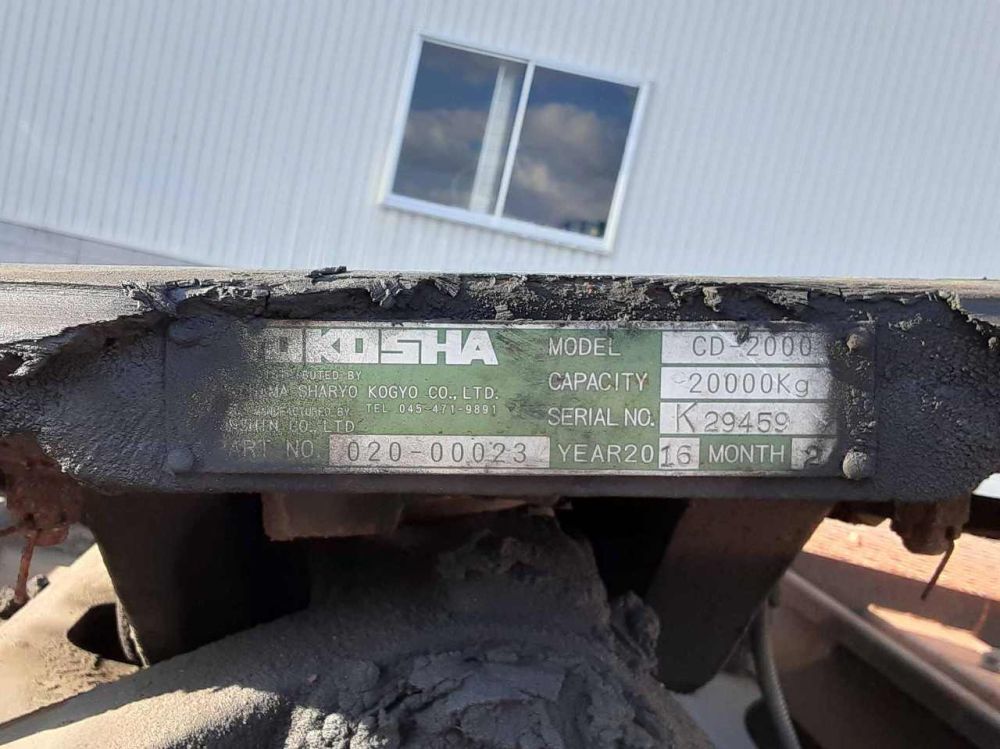 OKOSHA
MODEL CD-2000
CAPACITY 20000Kg
SHARYO KOGYO CO., LTD.
TEL 045-471-9891
SERIAL NO. K 29459
CO., LTD
NO. 020-00023 YEAR2016 MONTH 2